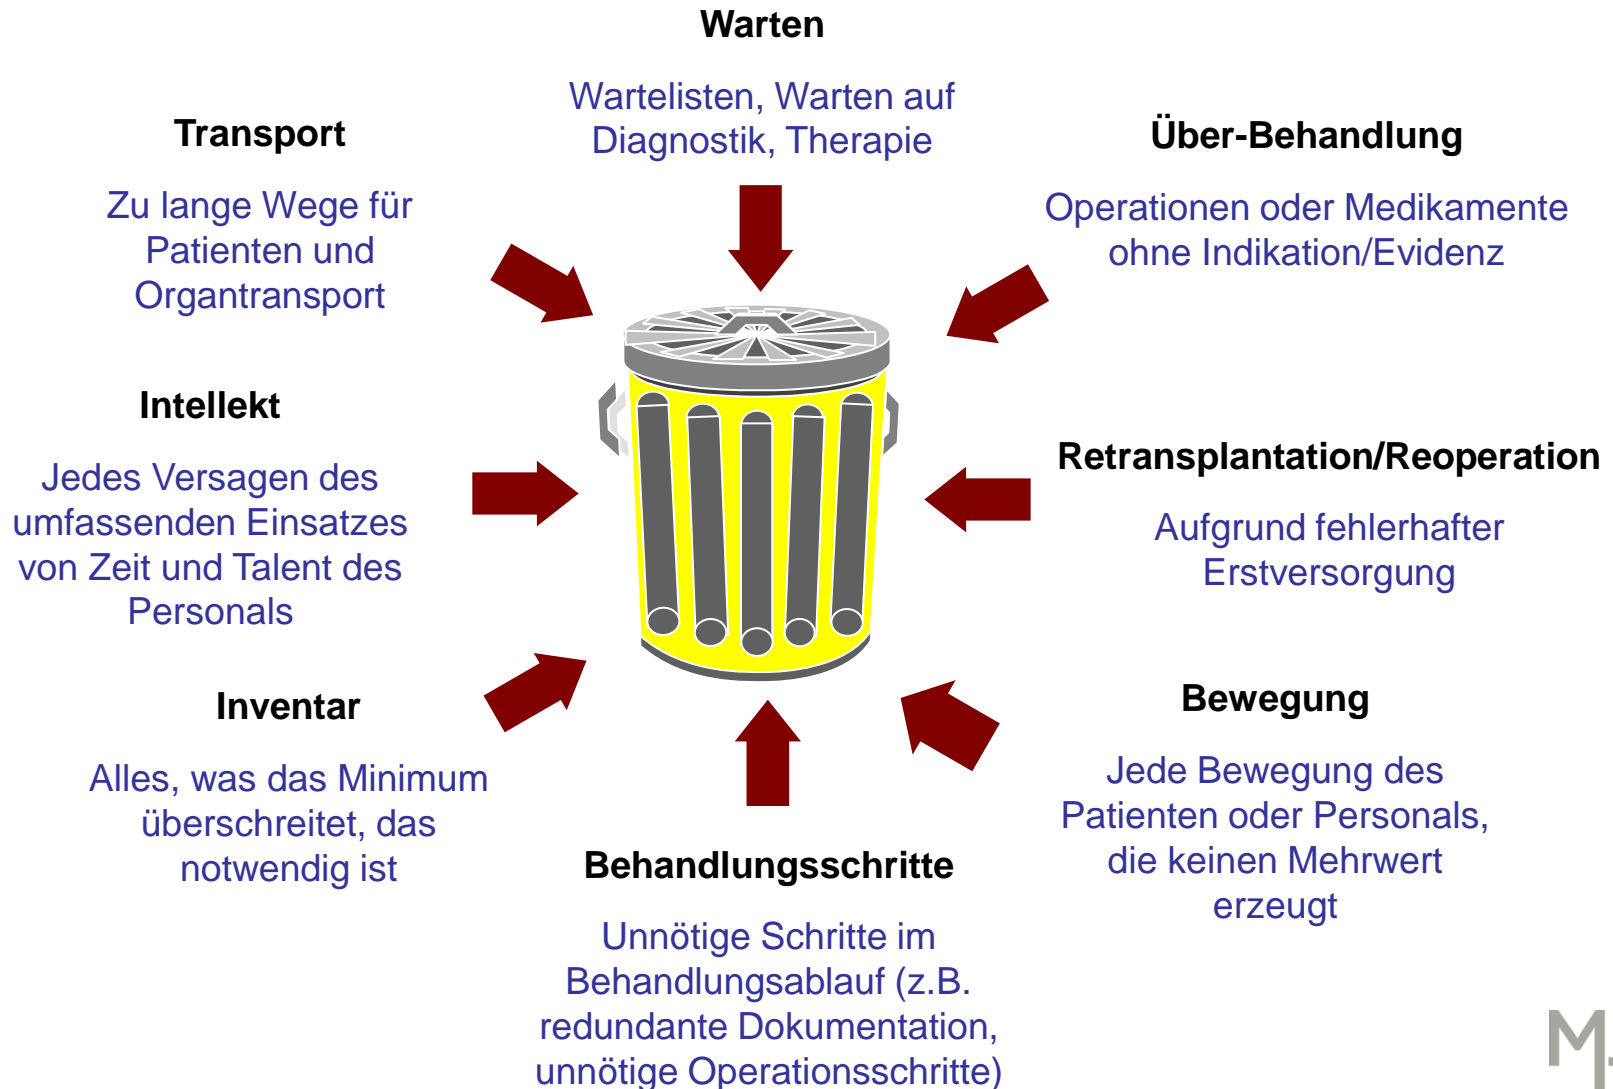 Warten
Wartelisten, Warten auf
Diagnostik, Therapie
Transport
Zu lange Wege für
Patienten und
Organtransport
Über-Behandlung
Operationen oder Medikamente
ohne Indikation/Evidenz
Intellekt
Jedes Versagen des
umfassenden Einsatzes
von Zeit und Talent des
Personals
Retransplantation/Reoperation
Aufgrund fehlerhafter
Erstversorgung
Inventar
Alles, was das Minimum
überschreitet, das
notwendig ist
Bewegung
Jede Bewegung des
Patienten oder Personals,
die keinen Mehrwert
erzeugt
Behandlungsschritte
Unnötige Schritte im
Behandlungsablauf (z.B.
redundante Dokumentation,
unnötige Operationsschritte)